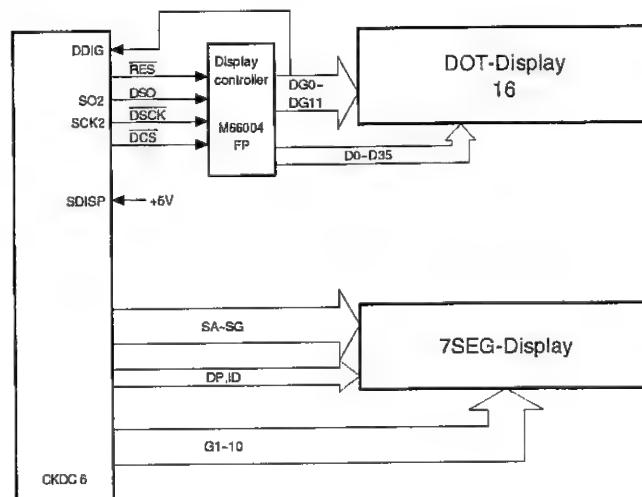 DDIG
RES
SO2
DSO
SCK2
DSCK
DCS
SDISP
+5V
Display
controller
M66004
FP
DG0~
DG11
D0~D35
DOT-Display
16
SA~SG
DP,ID
G1~10
7SEG-Display
CKDC 6